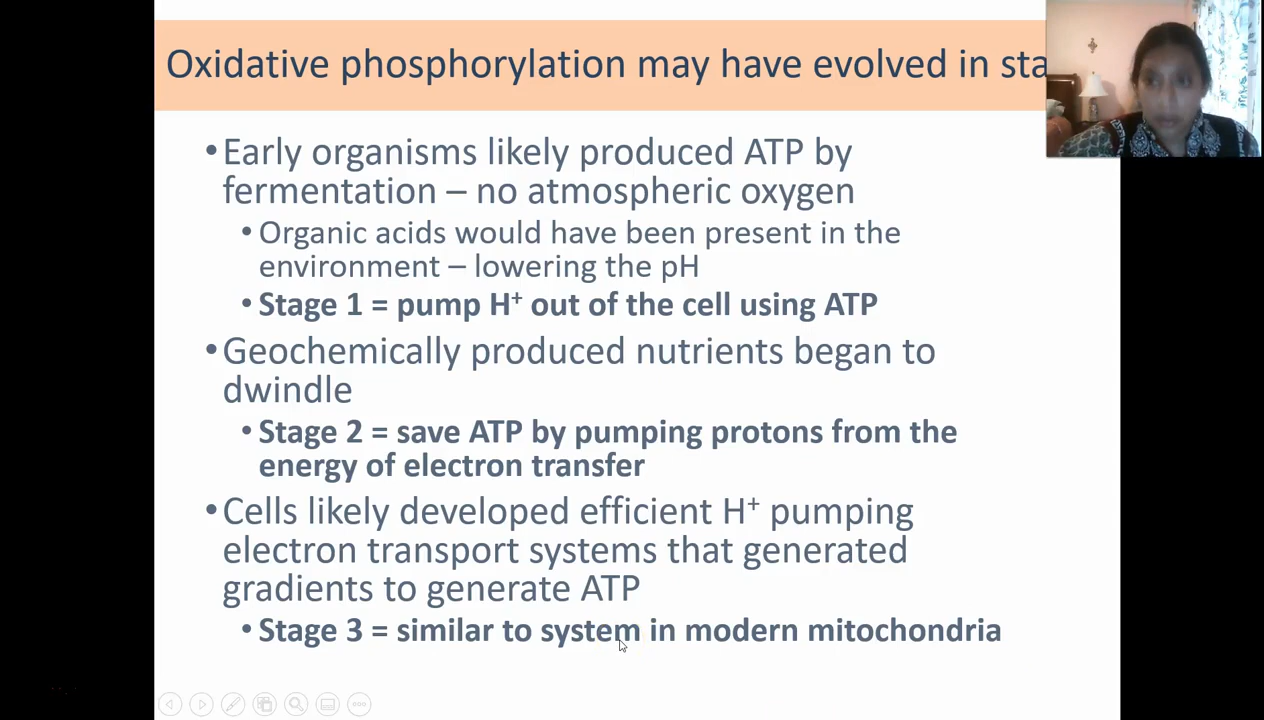 Oxidative phosphorylation may have evolved in sta
•Early organisms likely produced ATP by
fermentation – no atmospheric oxygen
•Organic acids would have been present in the
environment – lowering the pH
•Stage 1 = pump H⁺ out of the cell using ATP
•Geochemically produced nutrients began to
dwindle
•Stage 2 = save ATP by pumping protons from the
energy of electron transfer
•Cells likely developed efficient H⁺ pumping
electron transport systems that generated
gradients to generate ATP
•Stage 3 = similar to system in modern mitochondria